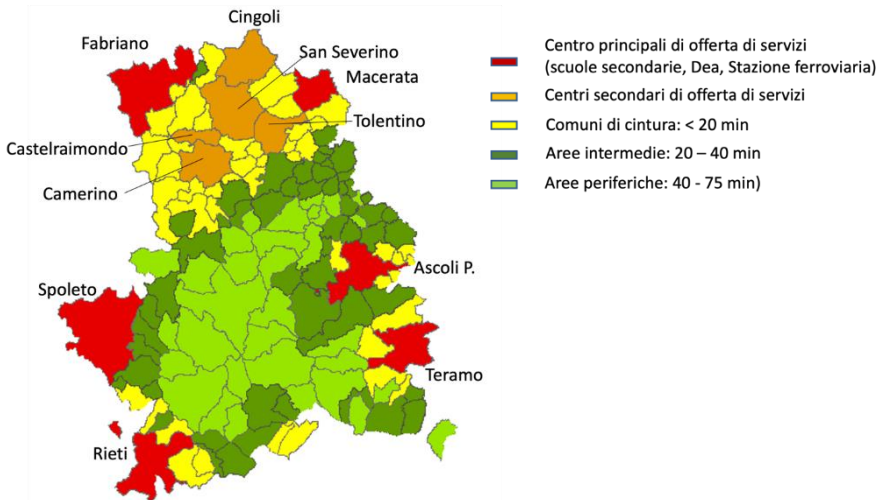 Cingoli
Fabriano
San Severino
Macerata
Tolentino
Castelraimondo
Camerino
Ascoli P.
Spoleto
Teramo
Rieti
Centro principali di offerta di servizi
(scuole secondarie, Dea, Stazione ferroviaria)
Centri secondari di offerta di servizi
Comuni di cintura: < 20 min
Aree intermedie: 20 – 40 min
Aree periferiche: 40 - 75 min)